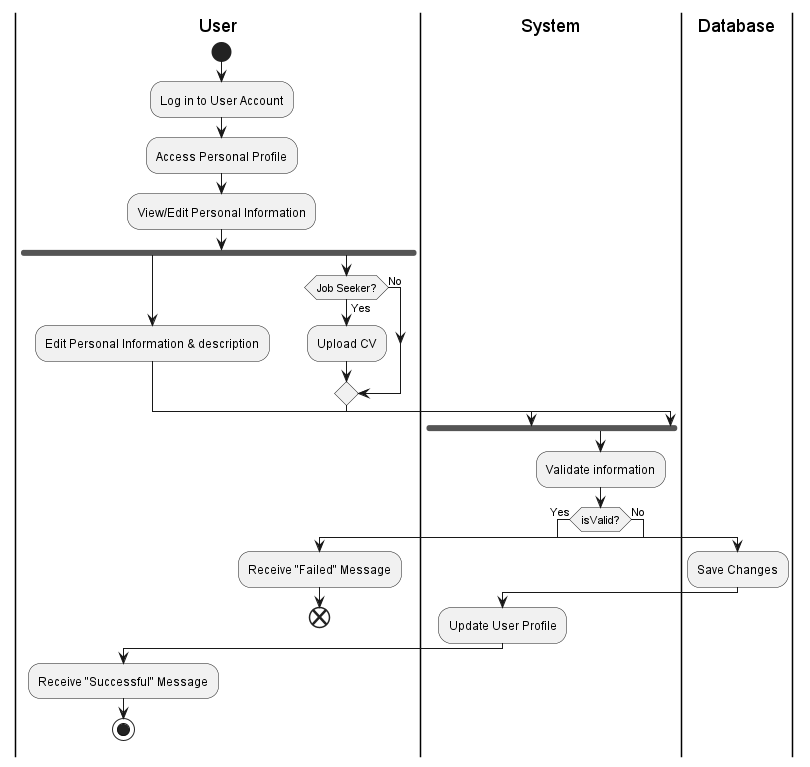 User
System
Database
Log in to User Account
Access Personal Profile
View/Edit Personal Information
Job Seeker?
No
Yes
Edit Personal Information & description
Upload CV
Validate information
Yes
isValid?
No
Receive "Failed" Message
Save Changes
Update User Profile
Receive "Successful" Message